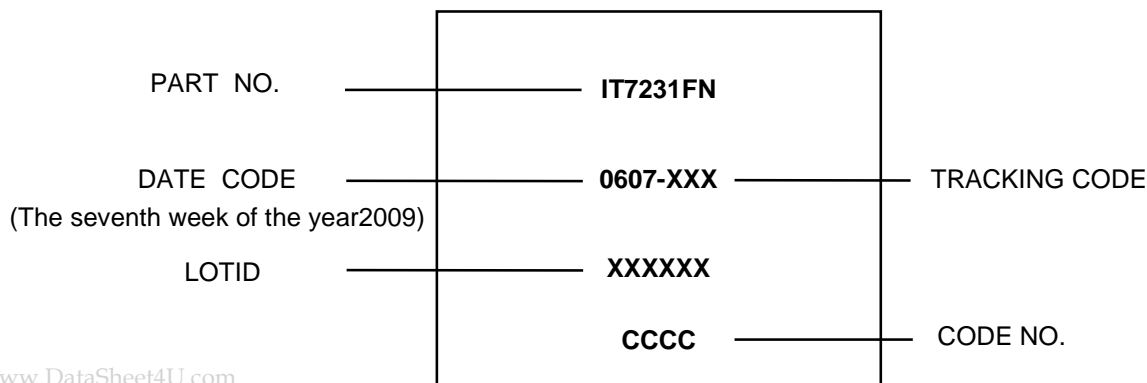 PART NO. IT7231FN
DATE CODE 0607-XXX TRACKING CODE
(The seventh week of the year2009)
LOTID XXXXXX
CCCC CODE NO.
ww.DataSheet4U.com